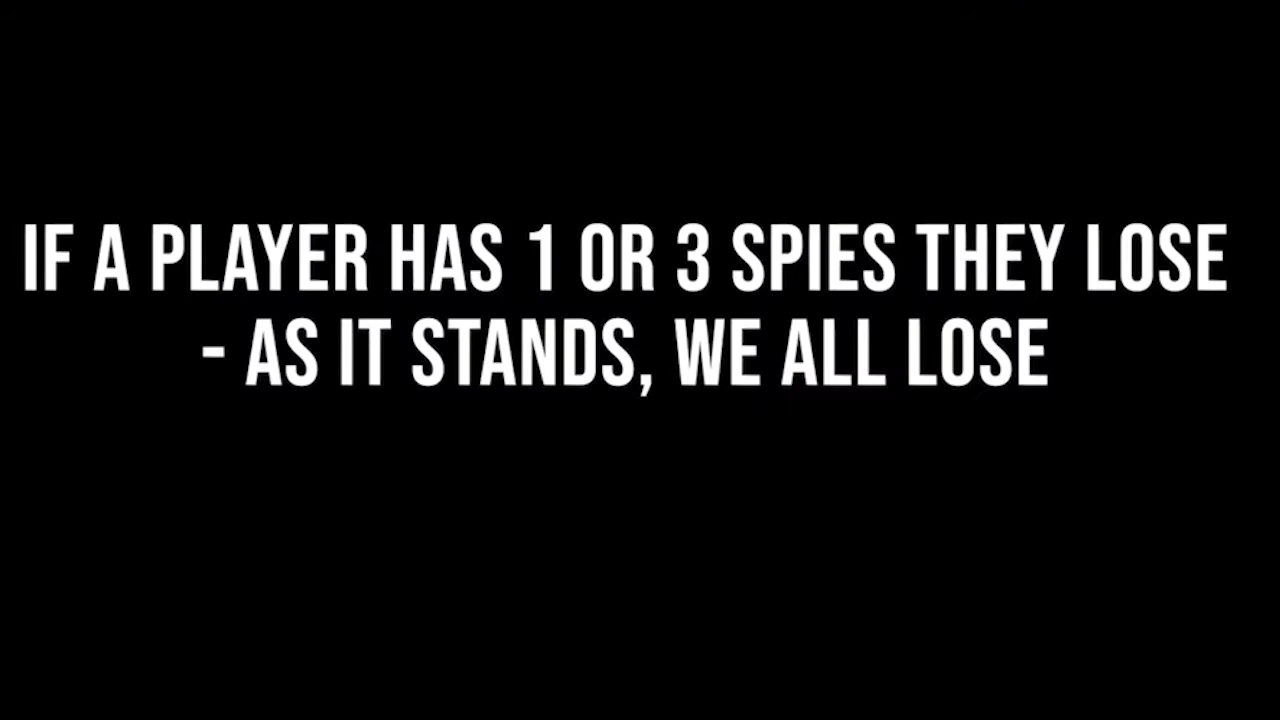 IF A PLAYER HAS 1 OR 3 SPIES THEY LOSE
- AS IT STANDS, WE ALL LOSE